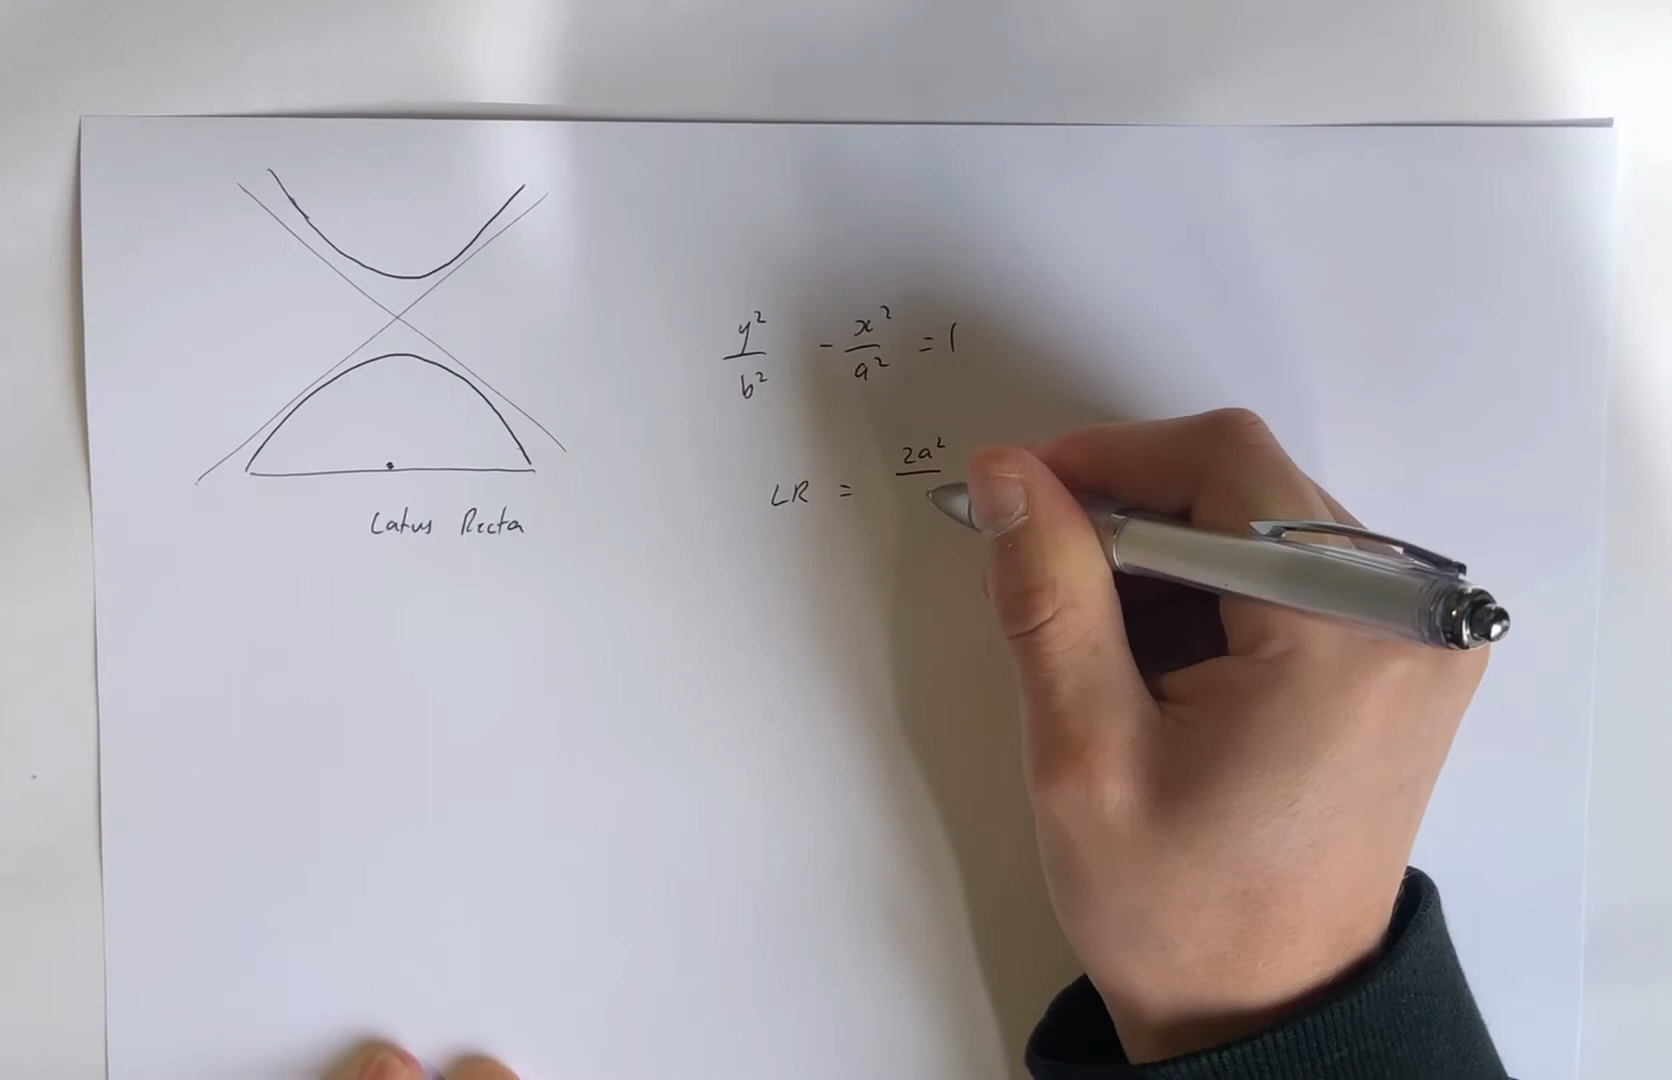 y² / b² - x² / a² = 1
LR = 2a² /
Latus Recta